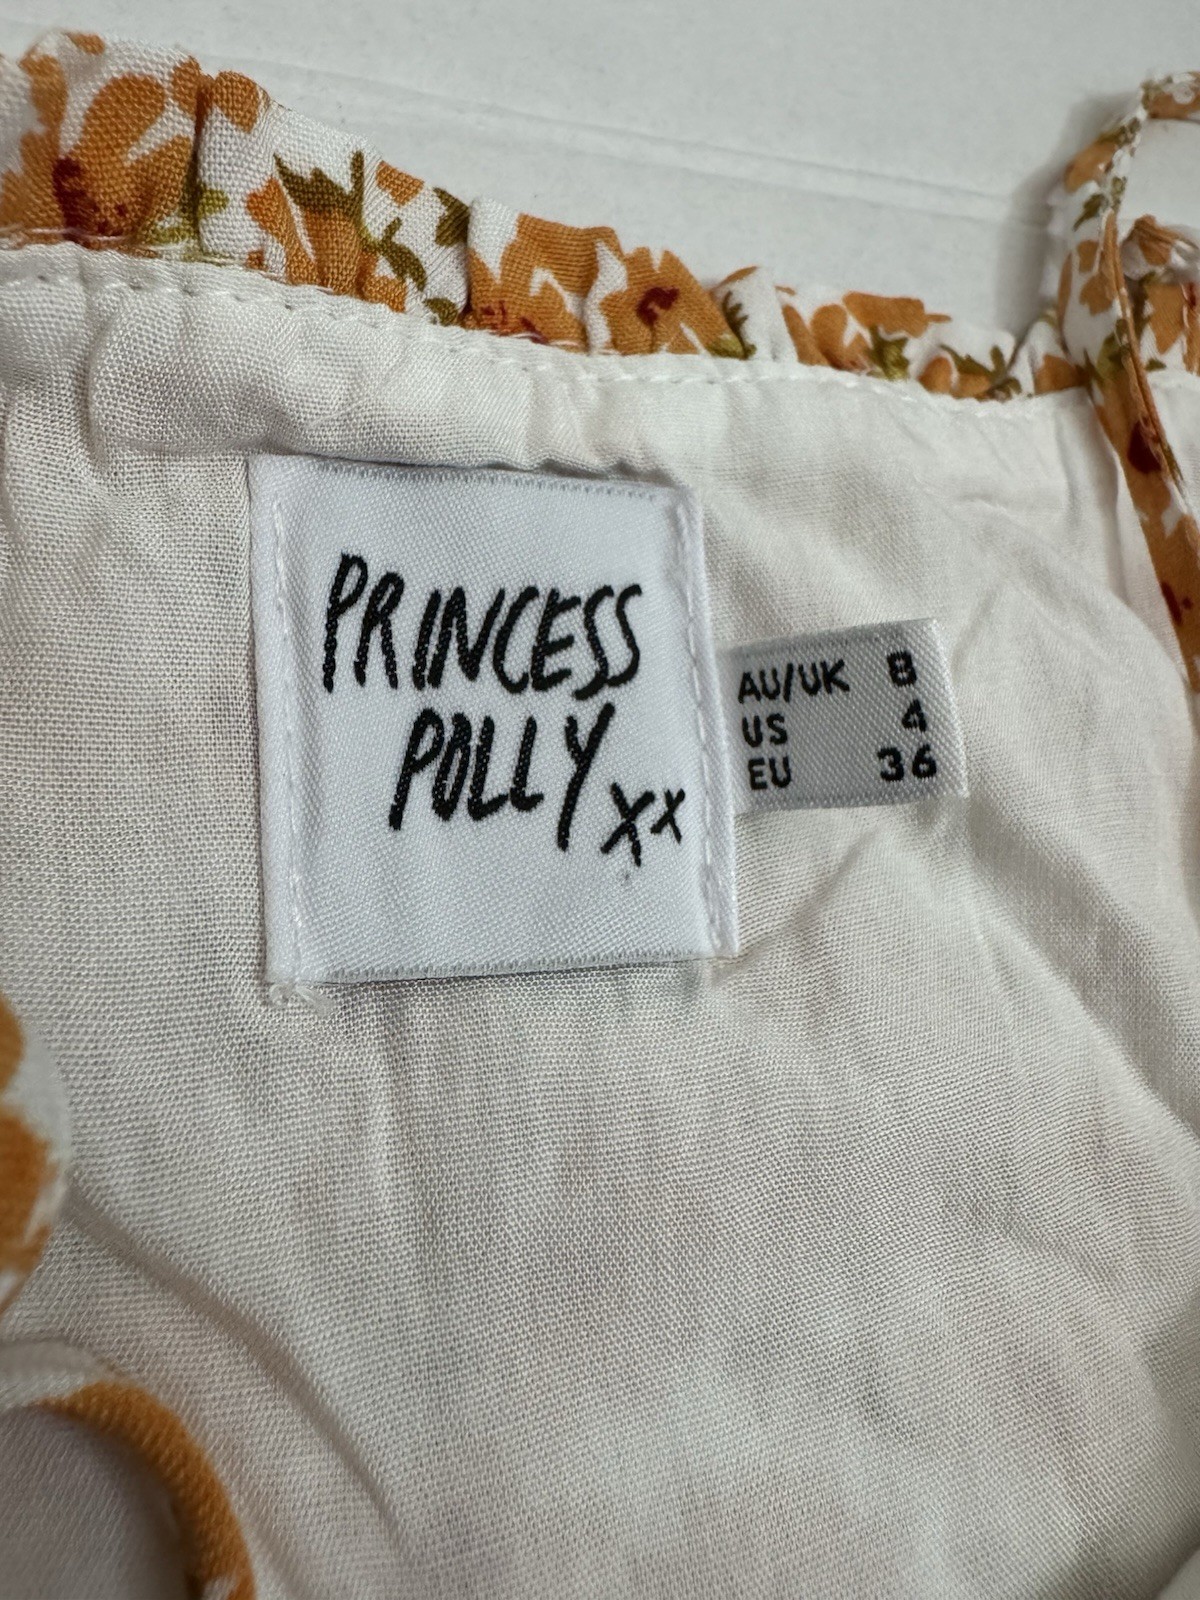 PRINCESS
POLLY xx
AU/UK 8
US 4
EU 36